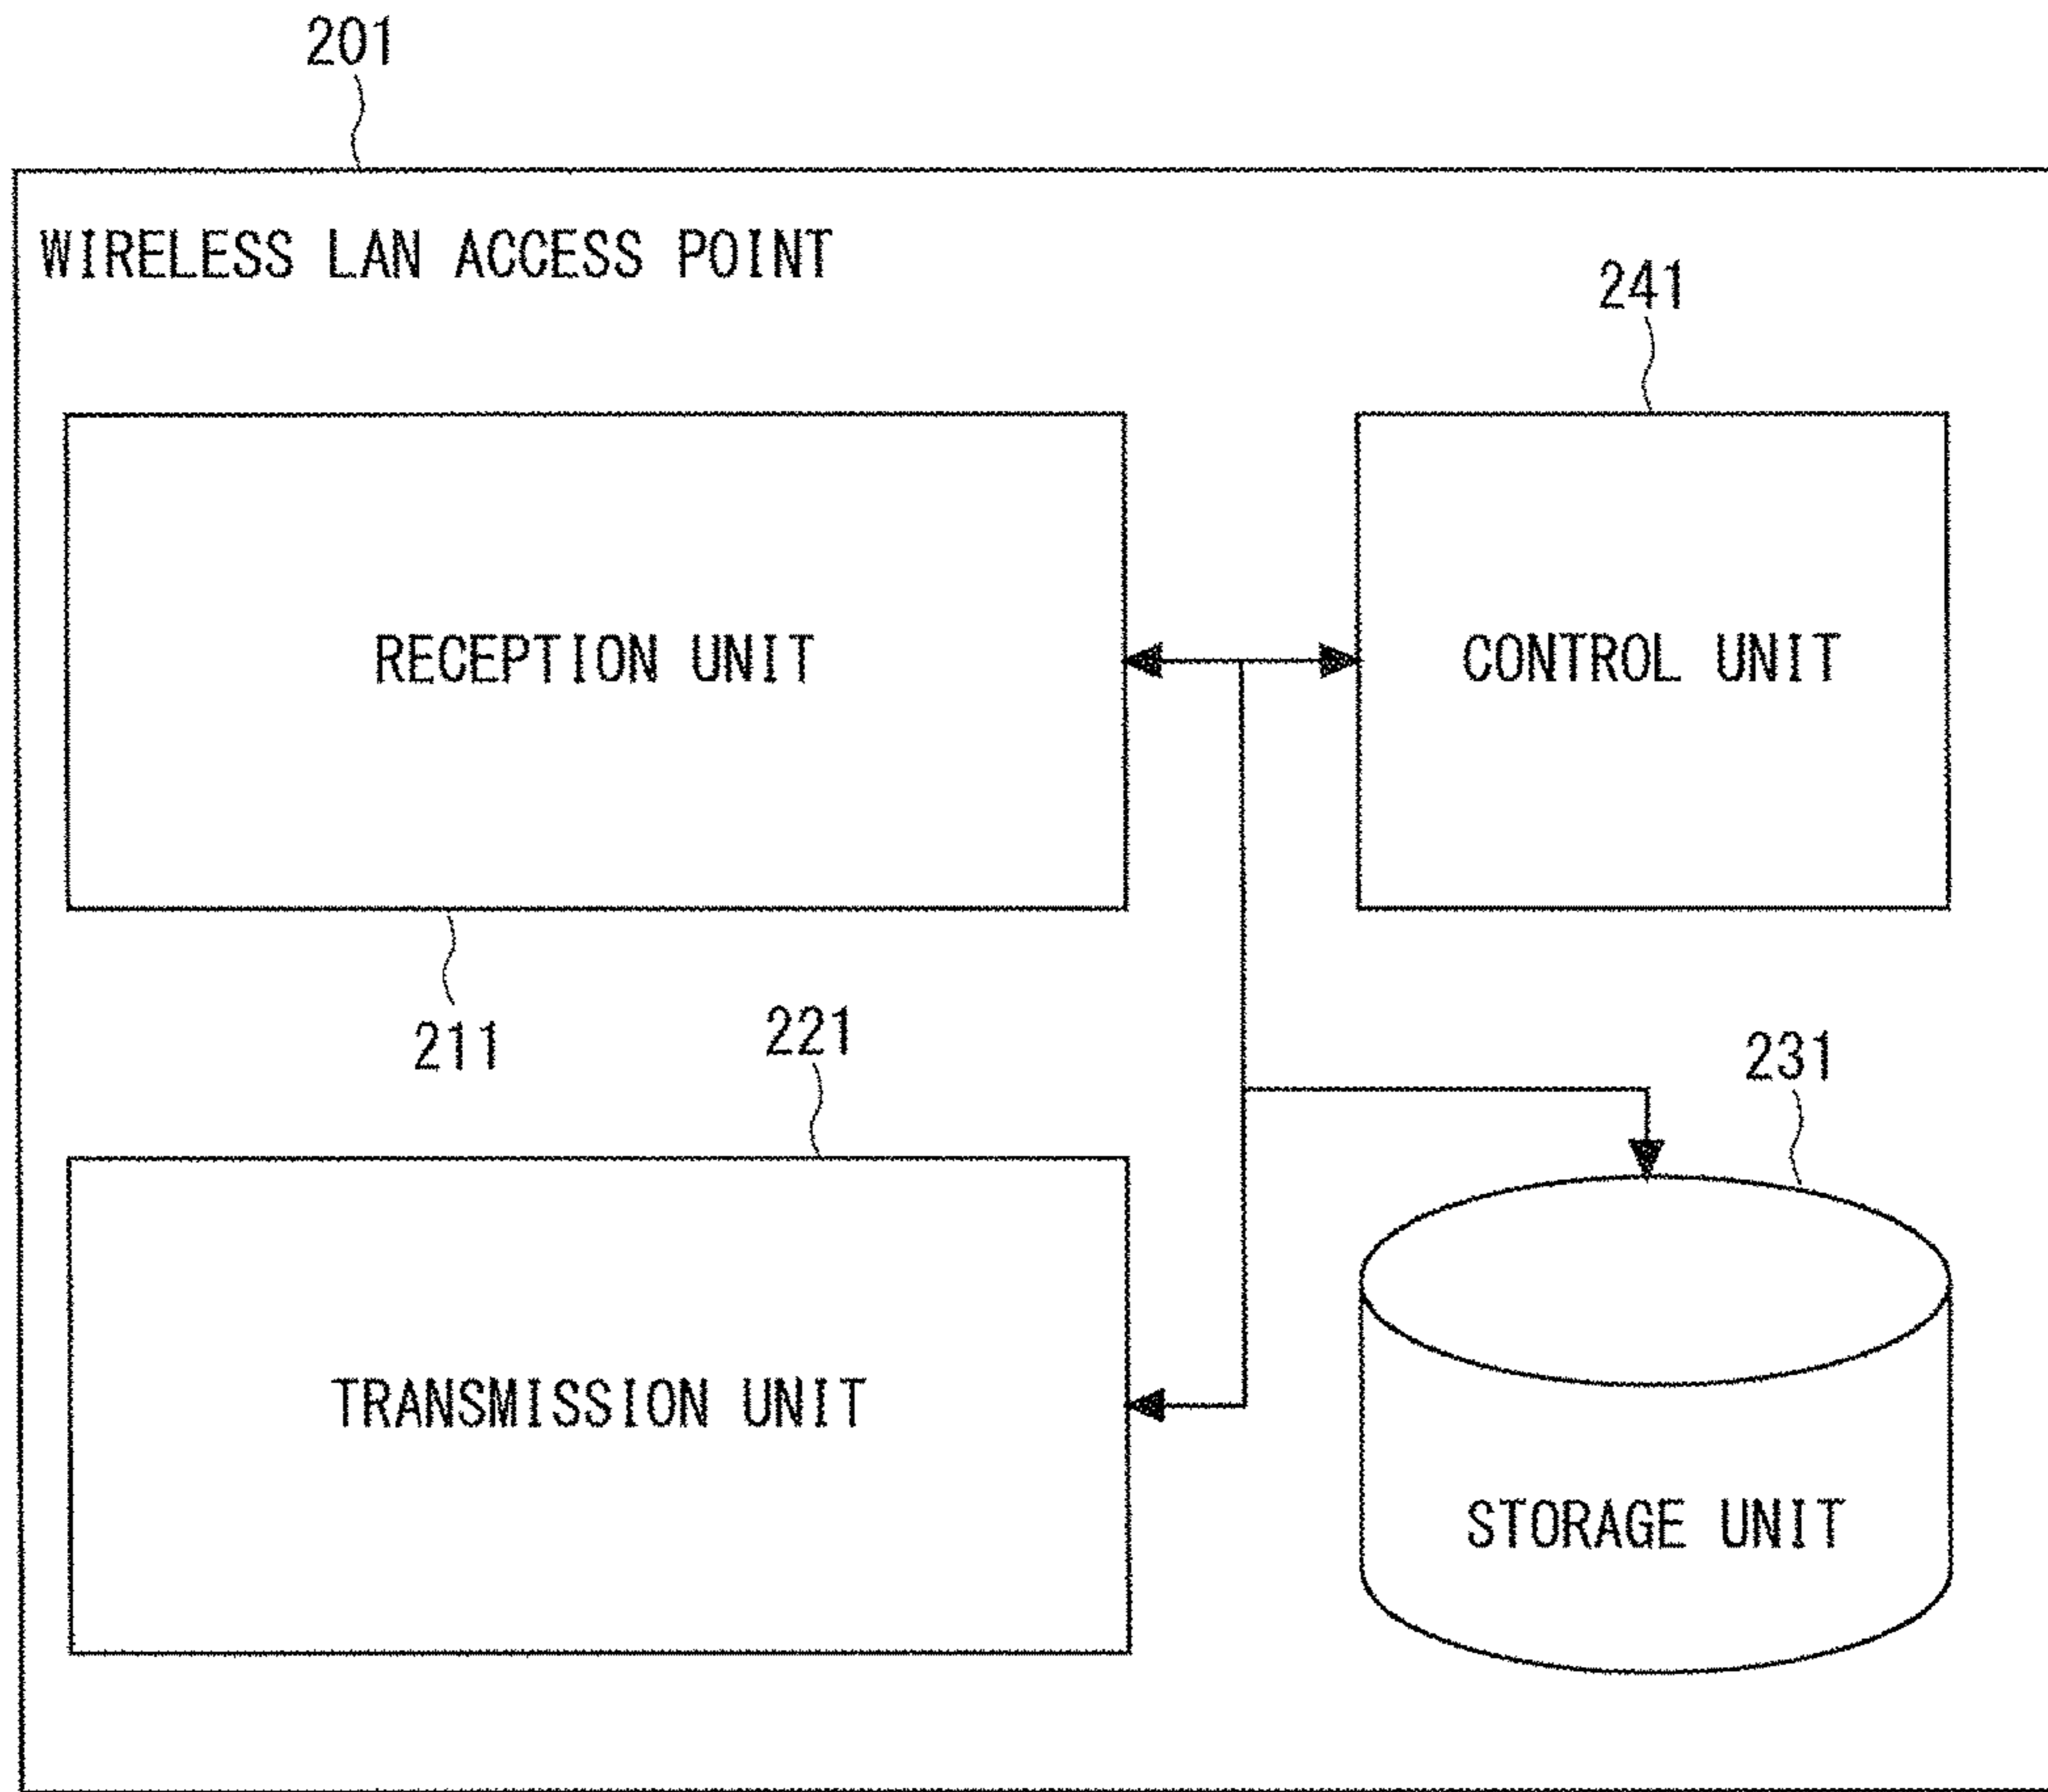 201
WIRELESS LAN ACCESS POINT
241
RECEPTION UNIT
CONTROL UNIT
211
221
231
TRANSMISSION UNIT
STORAGE UNIT